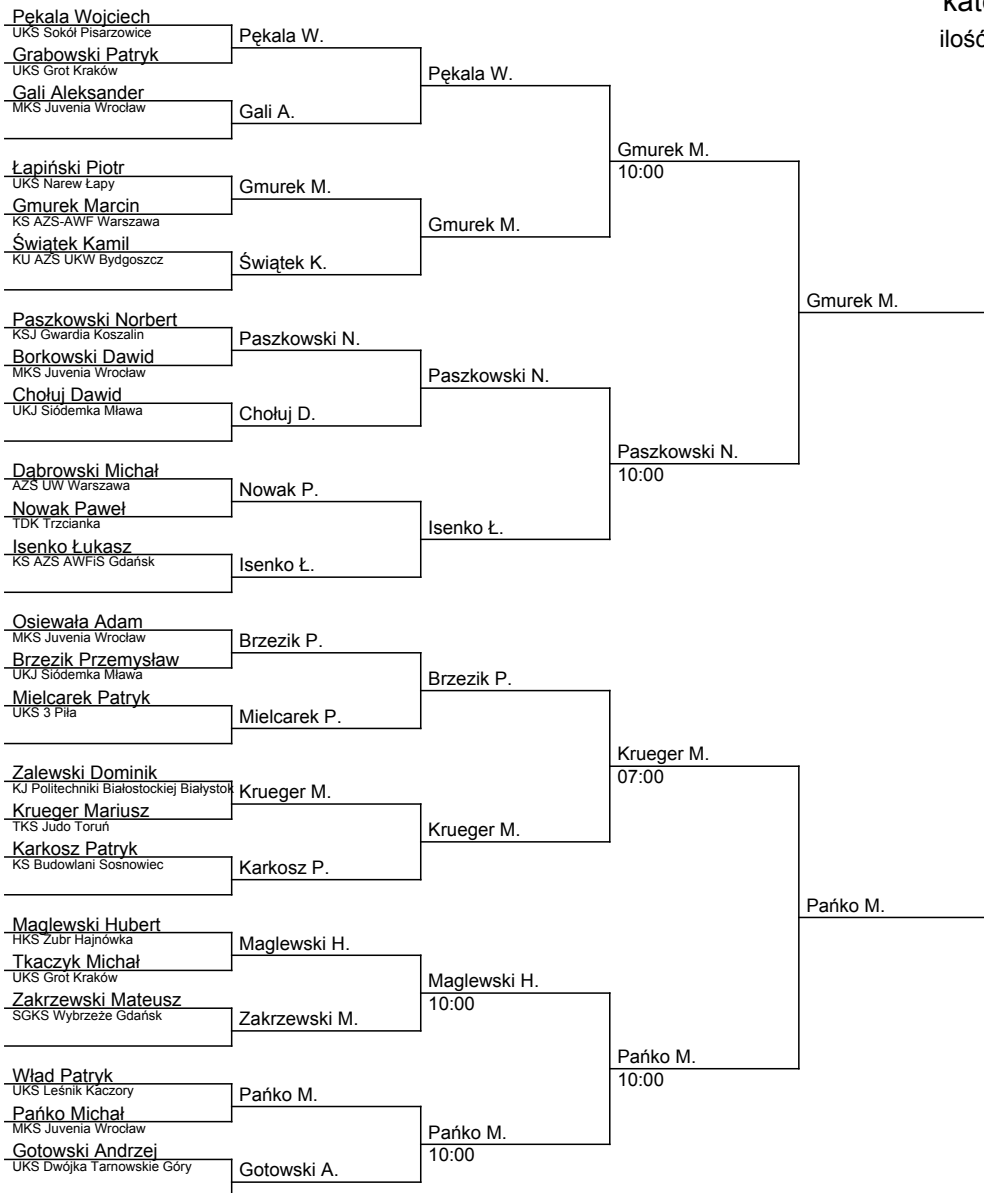 Pękala Wojciech
UKS Sokół Pisarzowice
Grabowski Patryk
UKS Grot Kraków
Gali Aleksander
MKS Juvenia Wrocław
Łapiński Piotr
UKS Narew Łapy
Gmurek Marcin
KS AZS-AWF Warszawa
Świątek Kamil
KU AZS UKW Bydgoszcz
Paszkowski Norbert
KSJ Gwardia Koszalin
Borkowski Dawid
MKS Juvenia Wrocław
Chołuj Dawid
UKJ Siódemka Mława
Dąbrowski Michał
AZS UW Warszawa
Nowak Paweł
TDK Trzcianka
Isenko Łukasz
KS AZS AWFiS Gdańsk
Osiewała Adam
MKS Juvenia Wrocław
Brzezik Przemysław
UKJ Siódemka Mława
Mielcarek Patryk
UKS 3 Piła
Zalewski Dominik
KJ Politechniki Białostockiej Białystok
Krueger Mariusz
TKS Judo Toruń
Karkosz Patryk
KS Budowlani Sosnowiec
Maglewski Hubert
HKS Żubr Hajnówka
Tkaczyk Michał
UKS Grot Kraków
Zakrzewski Mateusz
SGKS Wybrzeże Gdańsk
Wład Patryk
UKS Leśnik Kaczory
Pańko Michał
MKS Juvenia Wrocław
Gotowski Andrzej
UKS Dwójka Tarnowskie Góry
Pękala W.
Gali A.
Gmurek M.
Świątek K.
Paszkowski N.
Chołuj D.
Nowak P.
Isenko Ł.
Brzezik P.
Mielcarek P.
Krueger M.
Karkosz P.
Maglewski H.
Zakrzewski M.
Pańko M.
Gotowski A.
Pękala W.
Gmurek M.
Paszkowski N.
Isenko Ł.
Brzezik P.
Krueger M.
Maglewski H.
10:00
Pańko M.
10:00
Gmurek M.
10:00
Paszkowski N.
10:00
Krueger M.
07:00
Pańko M.
10:00
Gmurek M.
Pańko M.
ilość